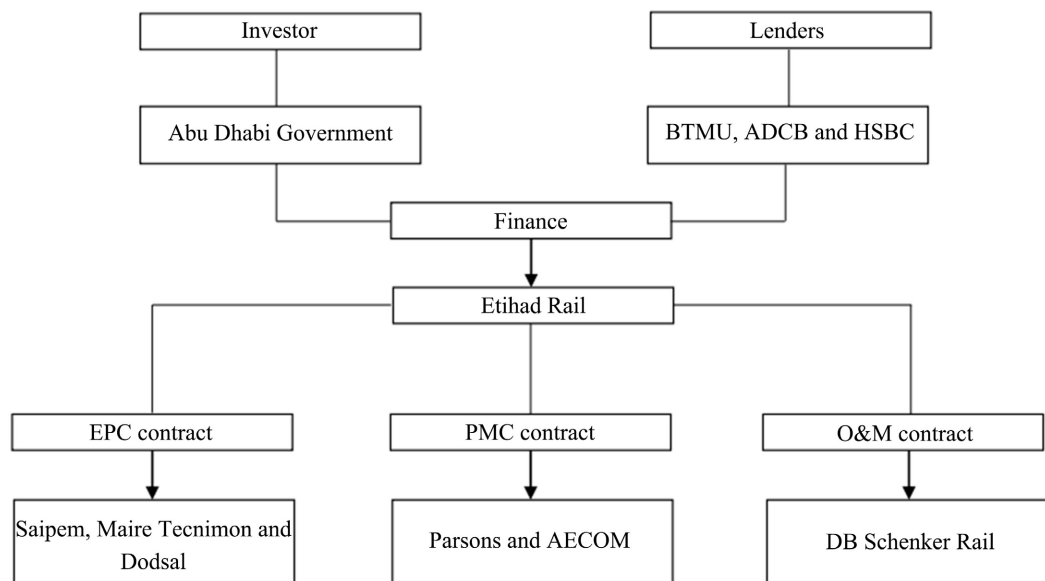 Investor
Lenders
Abu Dhabi Government
BTMU, ADCB and HSBC
Finance
Etihad Rail
EPC contract
PMC contract
O&M contract
Saipem, Maire Tecnimon and
Dodsal
Parsons and AECOM
DB Schenker Rail